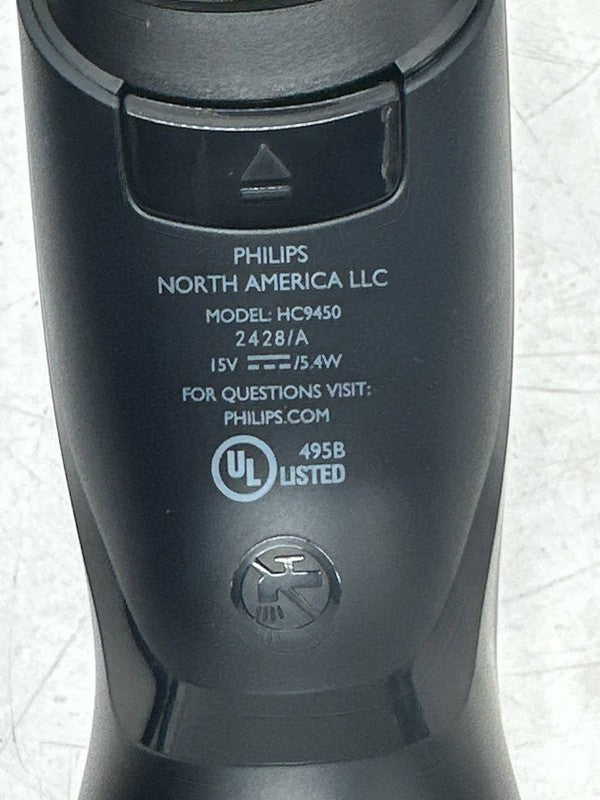 PHILIPS
NORTH AMERICA LLC
MODEL: HC9450
2428/A
15V ⎓/5.4W
FOR QUESTIONS VISIT:
PHILIPS.COM
UL 495B
LISTED